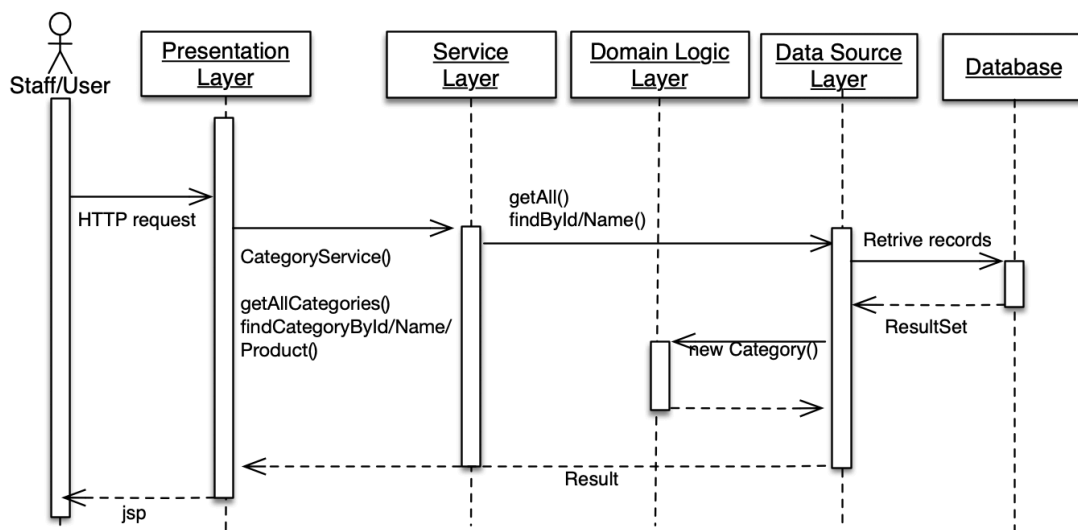 Staff/User
Presentation
Layer
Service
Layer
Domain Logic
Layer
Data Source
Layer
Database
HTTP request
CategoryService()
getAllCategories()
findCategoryById/Name/
Product()
getAll()
findById/Name()
Retrive records
ResultSet
new Category()
Result
jsp